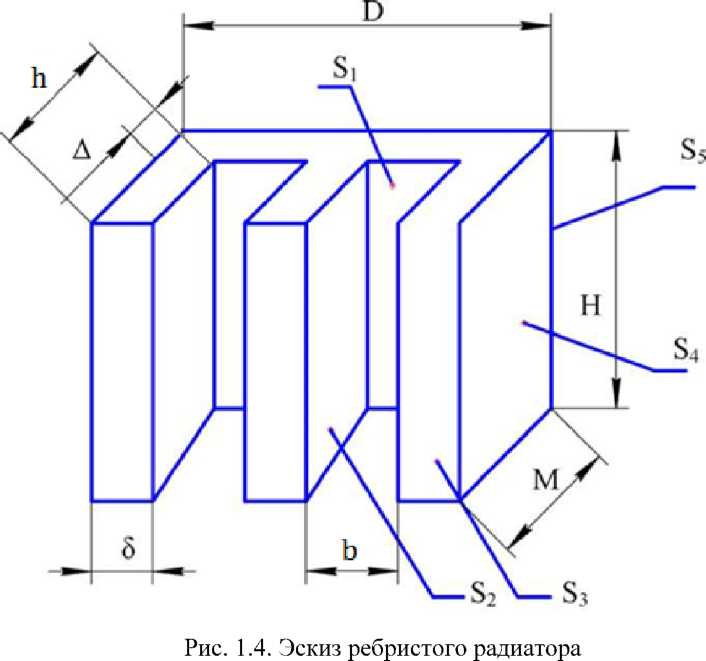 D
h
S₁
Δ
S₅
H
S₄
M
δ
b
S₂
S₃
Рис. 1.4. Эскиз ребристого радиатора